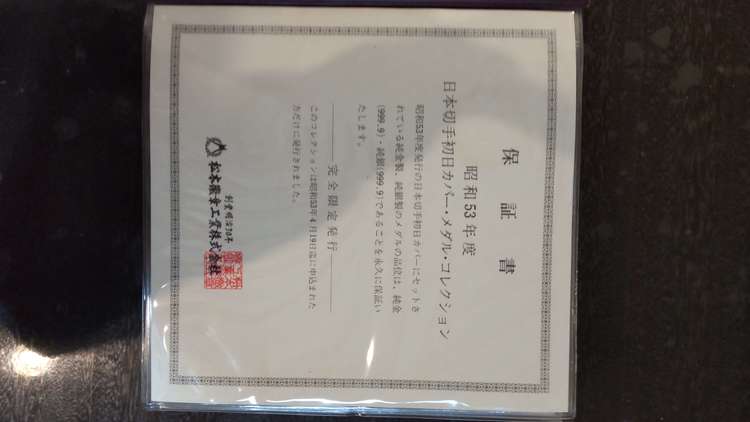 保証書
昭和53年度
日本切手初日カバー・メダル・コレクション
昭和53年度発行の日本切手初日カバーにセットさ
れている純金製、純銀製のメダルの品位は、純金
(999.9)・純銀(999.9)であることを永久に保証い
たします。
完全限定発行
このコレクションは昭和53年4月19日迄に申込まれた
方だけに発行されました。
創業明治30年
松本徽章工業株式会社